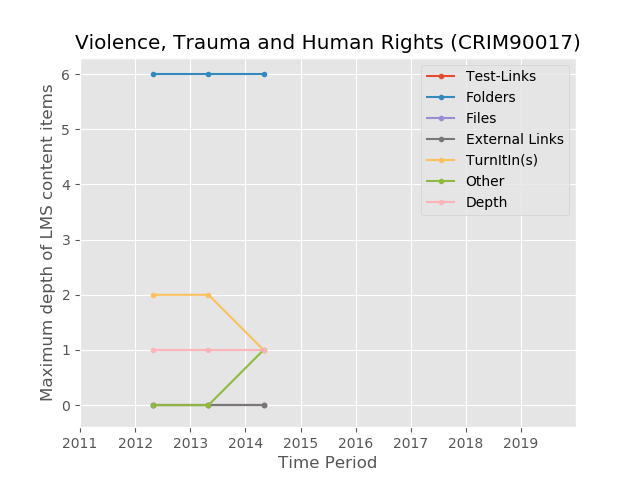 Violence, Trauma and Human Rights (CRIM90017)
Maximum depth of LMS content items
6
5
4
3
2
1
0
Test-Links
Folders
Files
External Links
TurnItIn(s)
Other
Depth
2011 2012 2013 2014 2015 2016 2017 2018 2019
Time Period